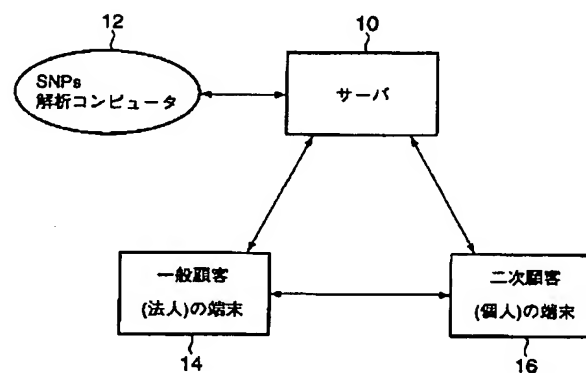 12
10
SNPs
解析コンピュータ
サーバ
一般顧客
(法人)の端末
二次顧客
(個人)の端末
14
16